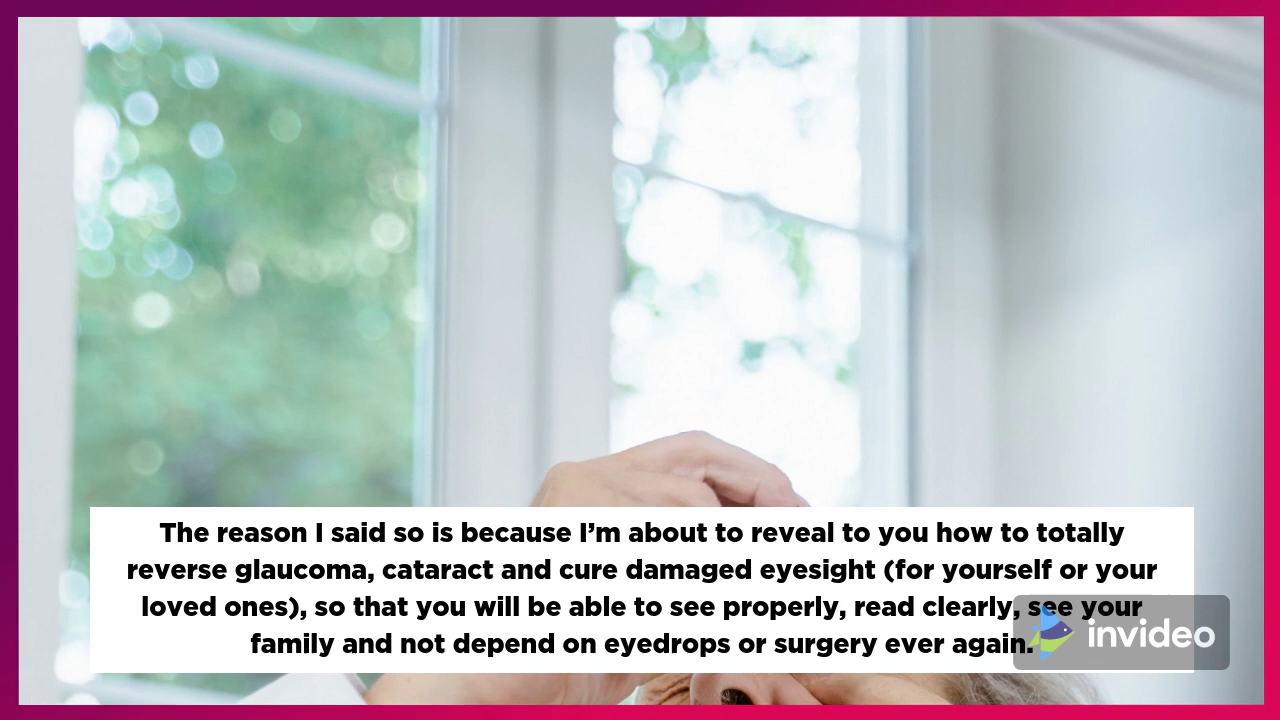 The reason I said so is because I’m about to reveal to you how to totally
reverse glaucoma, cataract and cure damaged eyesight (for yourself or your
loved ones), so that you will be able to see properly, read clearly, see your
family and not depend on eyedrops or surgery ever again.
invideo